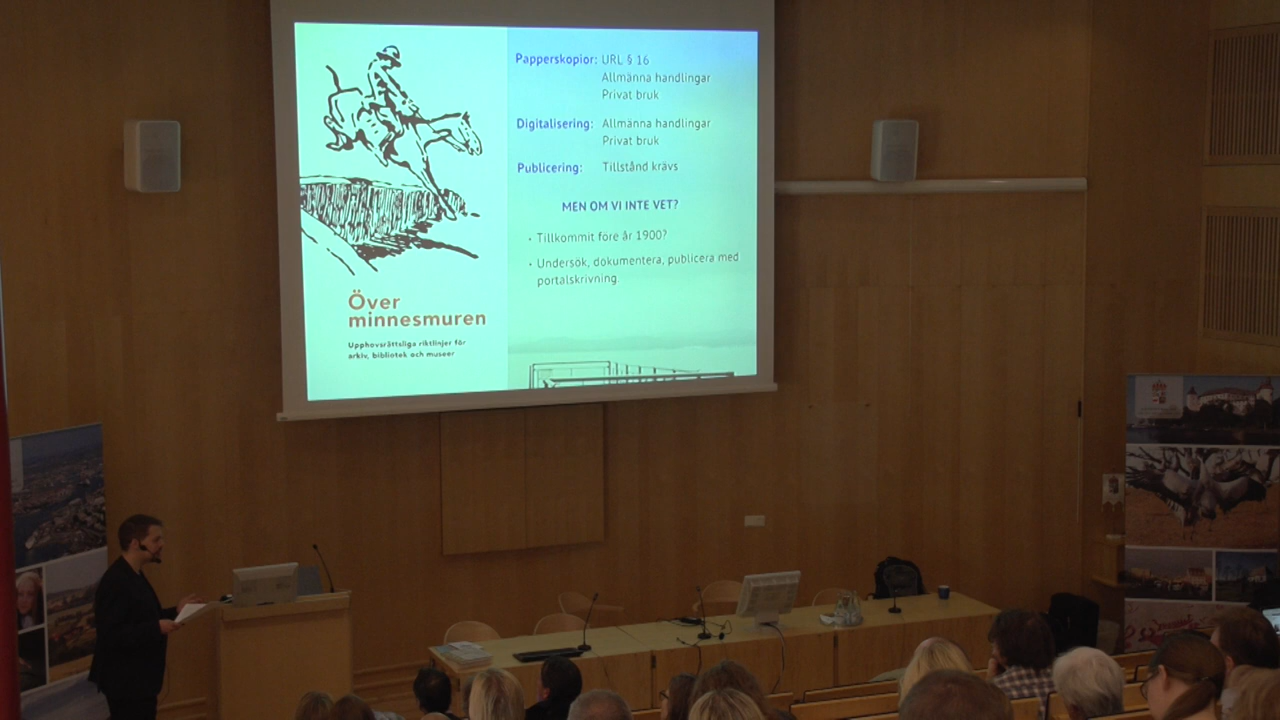 Papperskopior: URL § 16
Allmänna handlingar
Privat bruk
Digitalisering: Allmänna handlingar
Privat bruk
Publicering: Tillstånd krävs
MEN OM VI INTE VET?
· Tillkommit före år 1900?
· Undersök, dokumentera, publicera med
portalskrivning.
Över
minnesmuren
Upphovsrättsliga riktlinjer för
arkiv, bibliotek och museer